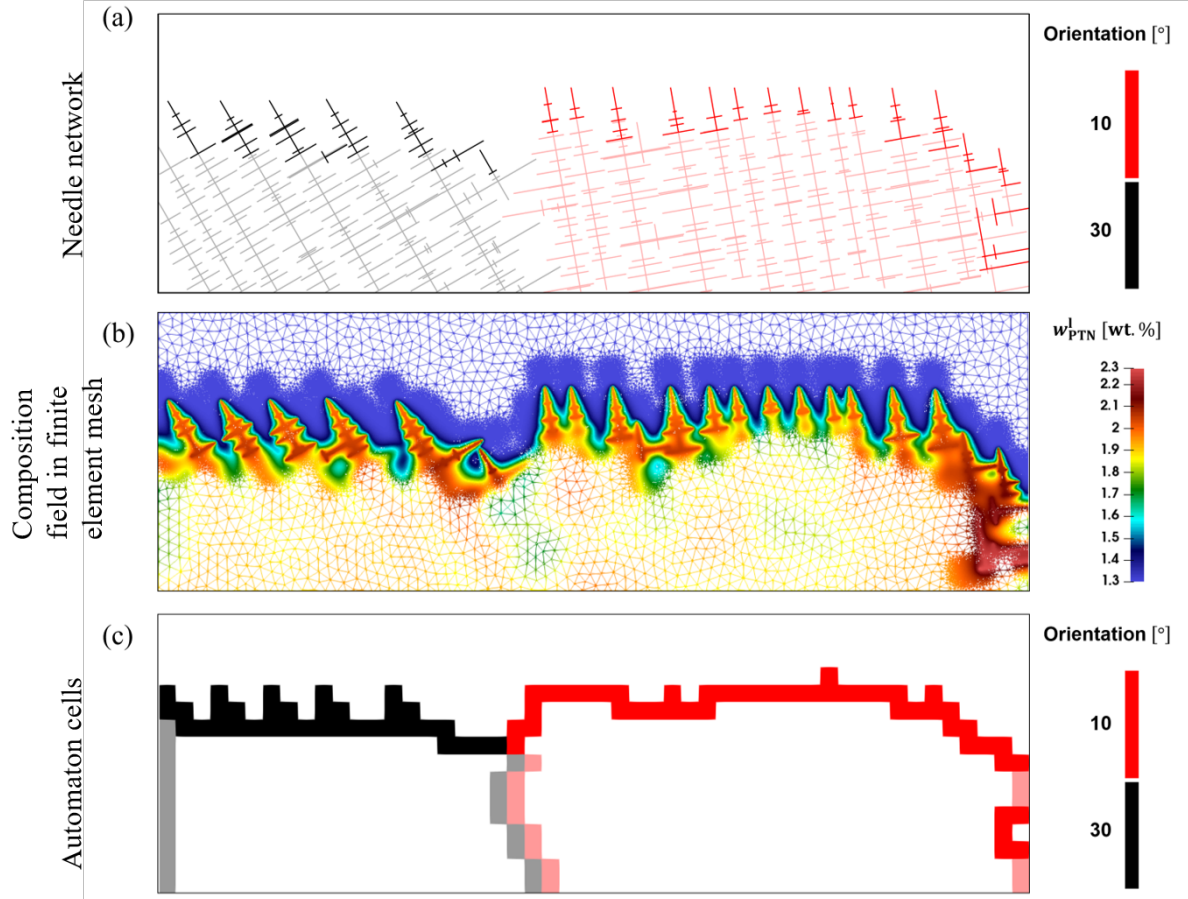 (a)
Needle network
Orientation [°]
10
30
(b)
Composition
field in finite
element mesh
w^l_PTN [wt. %]
2.3
2.2
2.1
2
1.9
1.8
1.7
1.6
1.5
1.4
1.3
(c)
Automaton cells
Orientation [°]
10
30